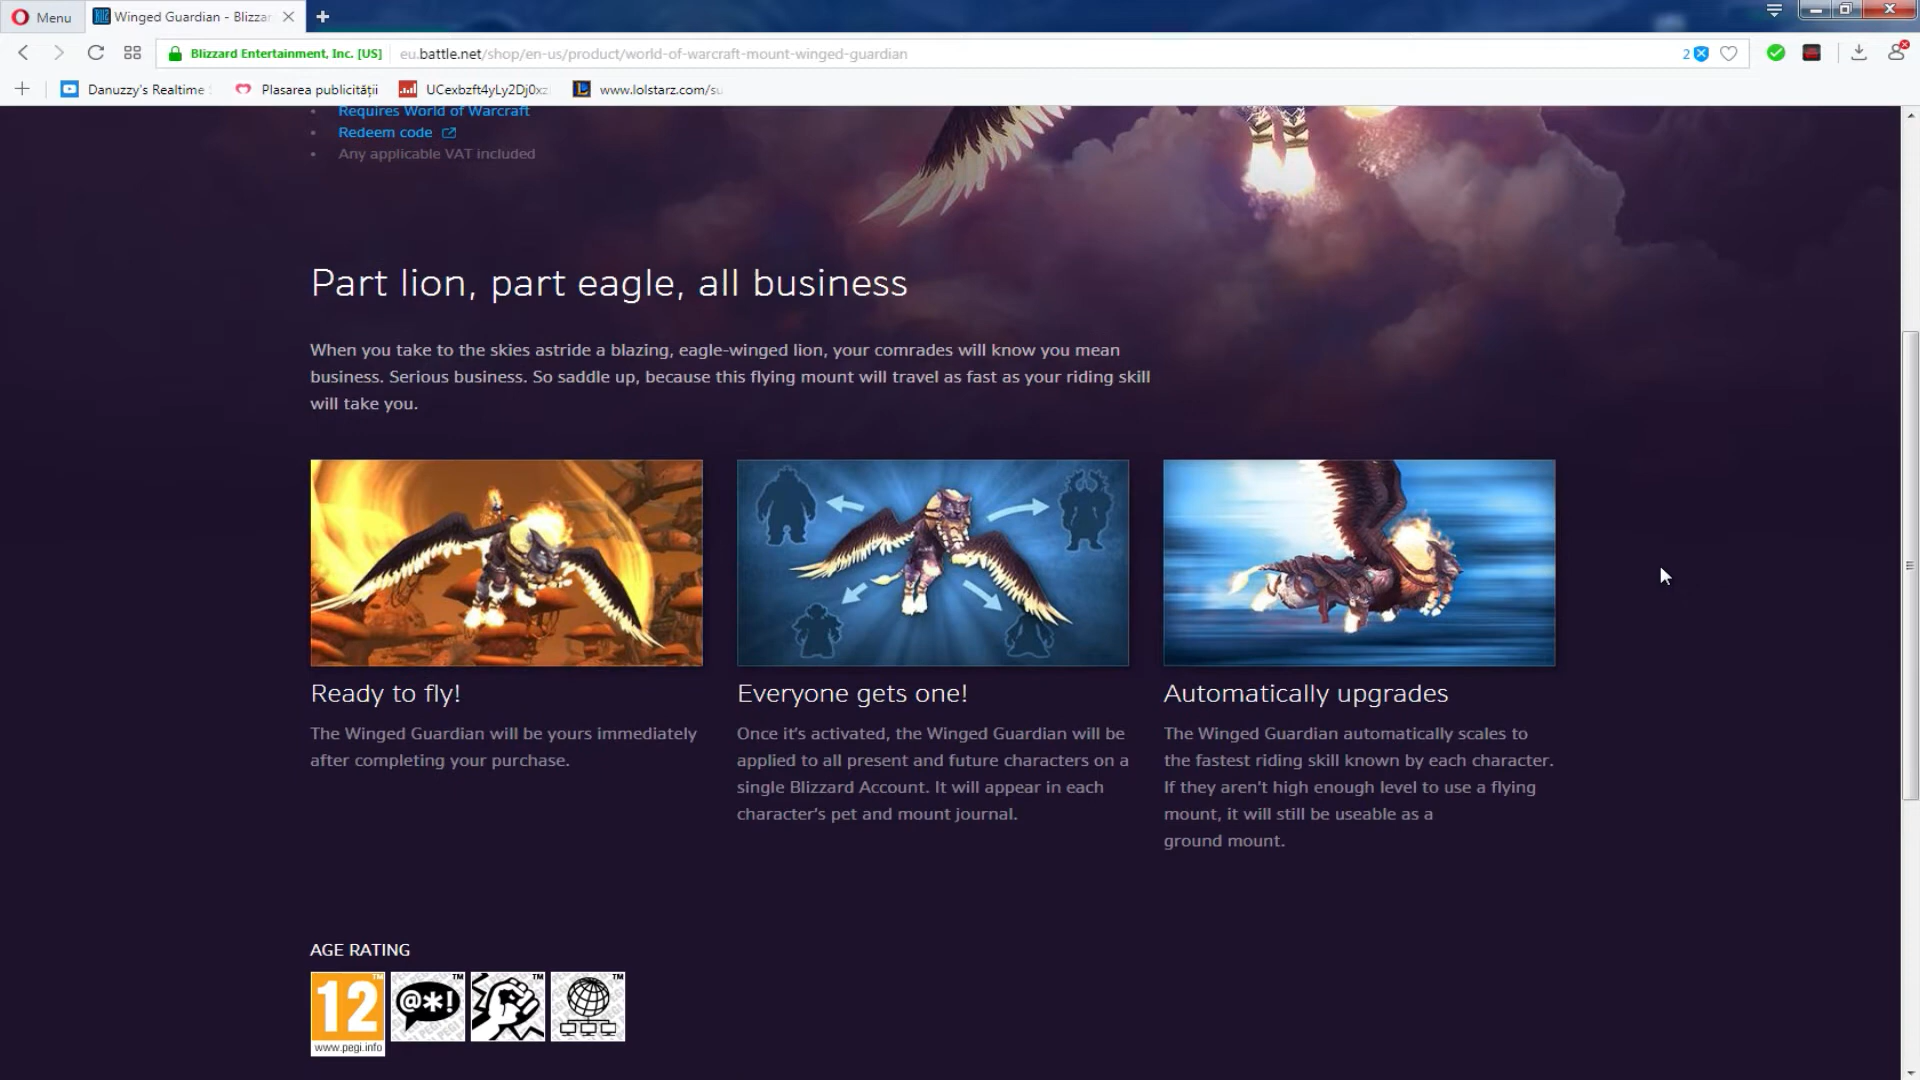 Menu
Winged Guardian - Blizzar
Blizzard Entertainment, Inc. [US]
eu.battle.net/shop/en-us/product/world-of-warcraft-mount-winged-guardian
2
Danuzzy's Realtime
Plasarea publicității
UCexbzft4yLy2Dj0xz
www.lolstarz.com/su
Requires World of Warcraft
Redeem code
Any applicable VAT included
Part lion, part eagle, all business
When you take to the skies astride a blazing, eagle-winged lion, your comrades will know you mean
business. Serious business. So saddle up, because this flying mount will travel as fast as your riding skill
will take you.
Ready to fly!
The Winged Guardian will be yours immediately
after completing your purchase.
Everyone gets one!
Once it’s activated, the Winged Guardian will be
applied to all present and future characters on a
single Blizzard Account. It will appear in each
character’s pet and mount journal.
Automatically upgrades
The Winged Guardian automatically scales to
the fastest riding skill known by each character.
If they aren’t high enough level to use a flying
mount, it will still be useable as a
ground mount.
AGE RATING
12
www.pegi.info
@*!